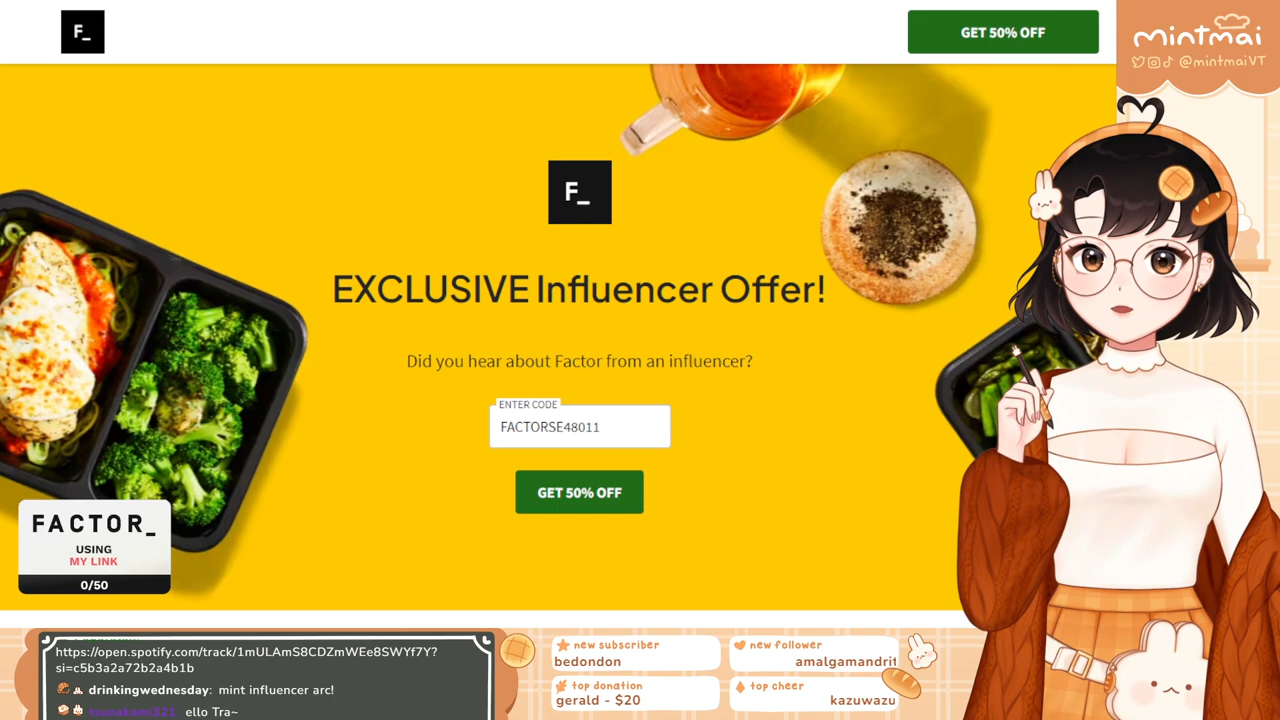 F_
GET 50% OFF
mintmai
@mintmaiVT
F_
EXCLUSIVE Influencer Offer!
Did you hear about Factor from an influencer?
ENTER CODE
FACTORSE48011
GET 50% OFF
FACTOR_
USING
MY LINK
0/50
https://open.spotify.com/track/1mULAmS8CDZmWEe8SWYf7Y?
si=c5b3a2a72b2a4b1b
drinkingwednesday: mint influencer arc!
tsunakami321 ello Tra~
new subscriber
bedondon
new follower
amalgamandrit
top donation
gerald - $20
top cheer
kazuwazu